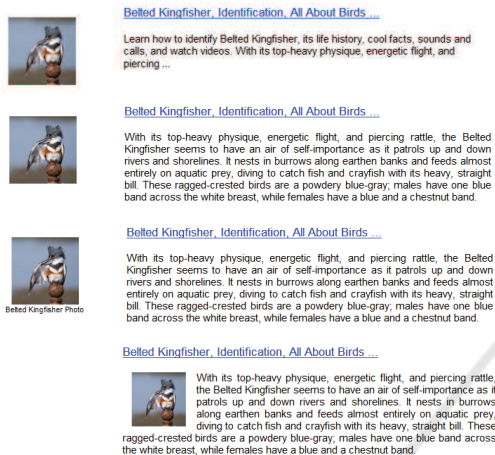 Belted Kingfisher, Identification, All About Birds ...
Learn how to identify Belted Kingfisher, its life history, cool facts, sounds and
calls, and watch videos. With its top-heavy physique, energetic flight, and
piercing ...
Belted Kingfisher, Identification, All About Birds ...
With its top-heavy physique, energetic flight, and piercing rattle, the Belted
Kingfisher seems to have an air of self-importance as it patrols up and down
rivers and shorelines. It nests in burrows along earthen banks and feeds almost
entirely on aquatic prey, diving to catch fish and crayfish with its heavy, straight
bill. These ragged-crested birds are a powdery blue-gray; males have one blue
band across the white breast, while females have a blue and a chestnut band.
Belted Kingfisher, Identification, All About Birds ...
With its top-heavy physique, energetic flight, and piercing rattle, the Belted
Kingfisher seems to have an air of self-importance as it patrols up and down
rivers and shorelines. It nests in burrows along earthen banks and feeds almost
entirely on aquatic prey, diving to catch fish and crayfish with its heavy, straight
bill. These ragged-crested birds are a powdery blue-gray; males have one blue
band across the white breast, while females have a blue and a chestnut band.
Belted Kingfisher Photo
Belted Kingfisher, Identification, All About Birds ...
With its top-heavy physique, energetic flight, and piercing rattle,
the Belted Kingfisher seems to have an air of self-importance as it
patrols up and down rivers and shorelines. It nests in burrows
along earthen banks and feeds almost entirely on aquatic prey,
diving to catch fish and crayfish with its heavy, straight bill. These
ragged-crested birds are a powdery blue-gray; males have one blue band across
the white breast, while females have a blue and a chestnut band.